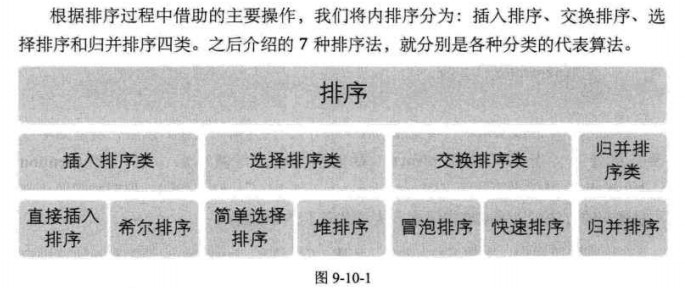 根据排序过程中借助的主要操作，我们将内排序分为：插入排序、交换排序、选
择排序和归并排序四类。之后介绍的 7 种排序法，就分别是各种分类的代表算法。
排序
插入排序类
选择排序类
交换排序类
归并排
序类
直接插入
排序
希尔排序
简单选择
排序
堆排序
冒泡排序
快速排序
归并排序
图 9-10-1